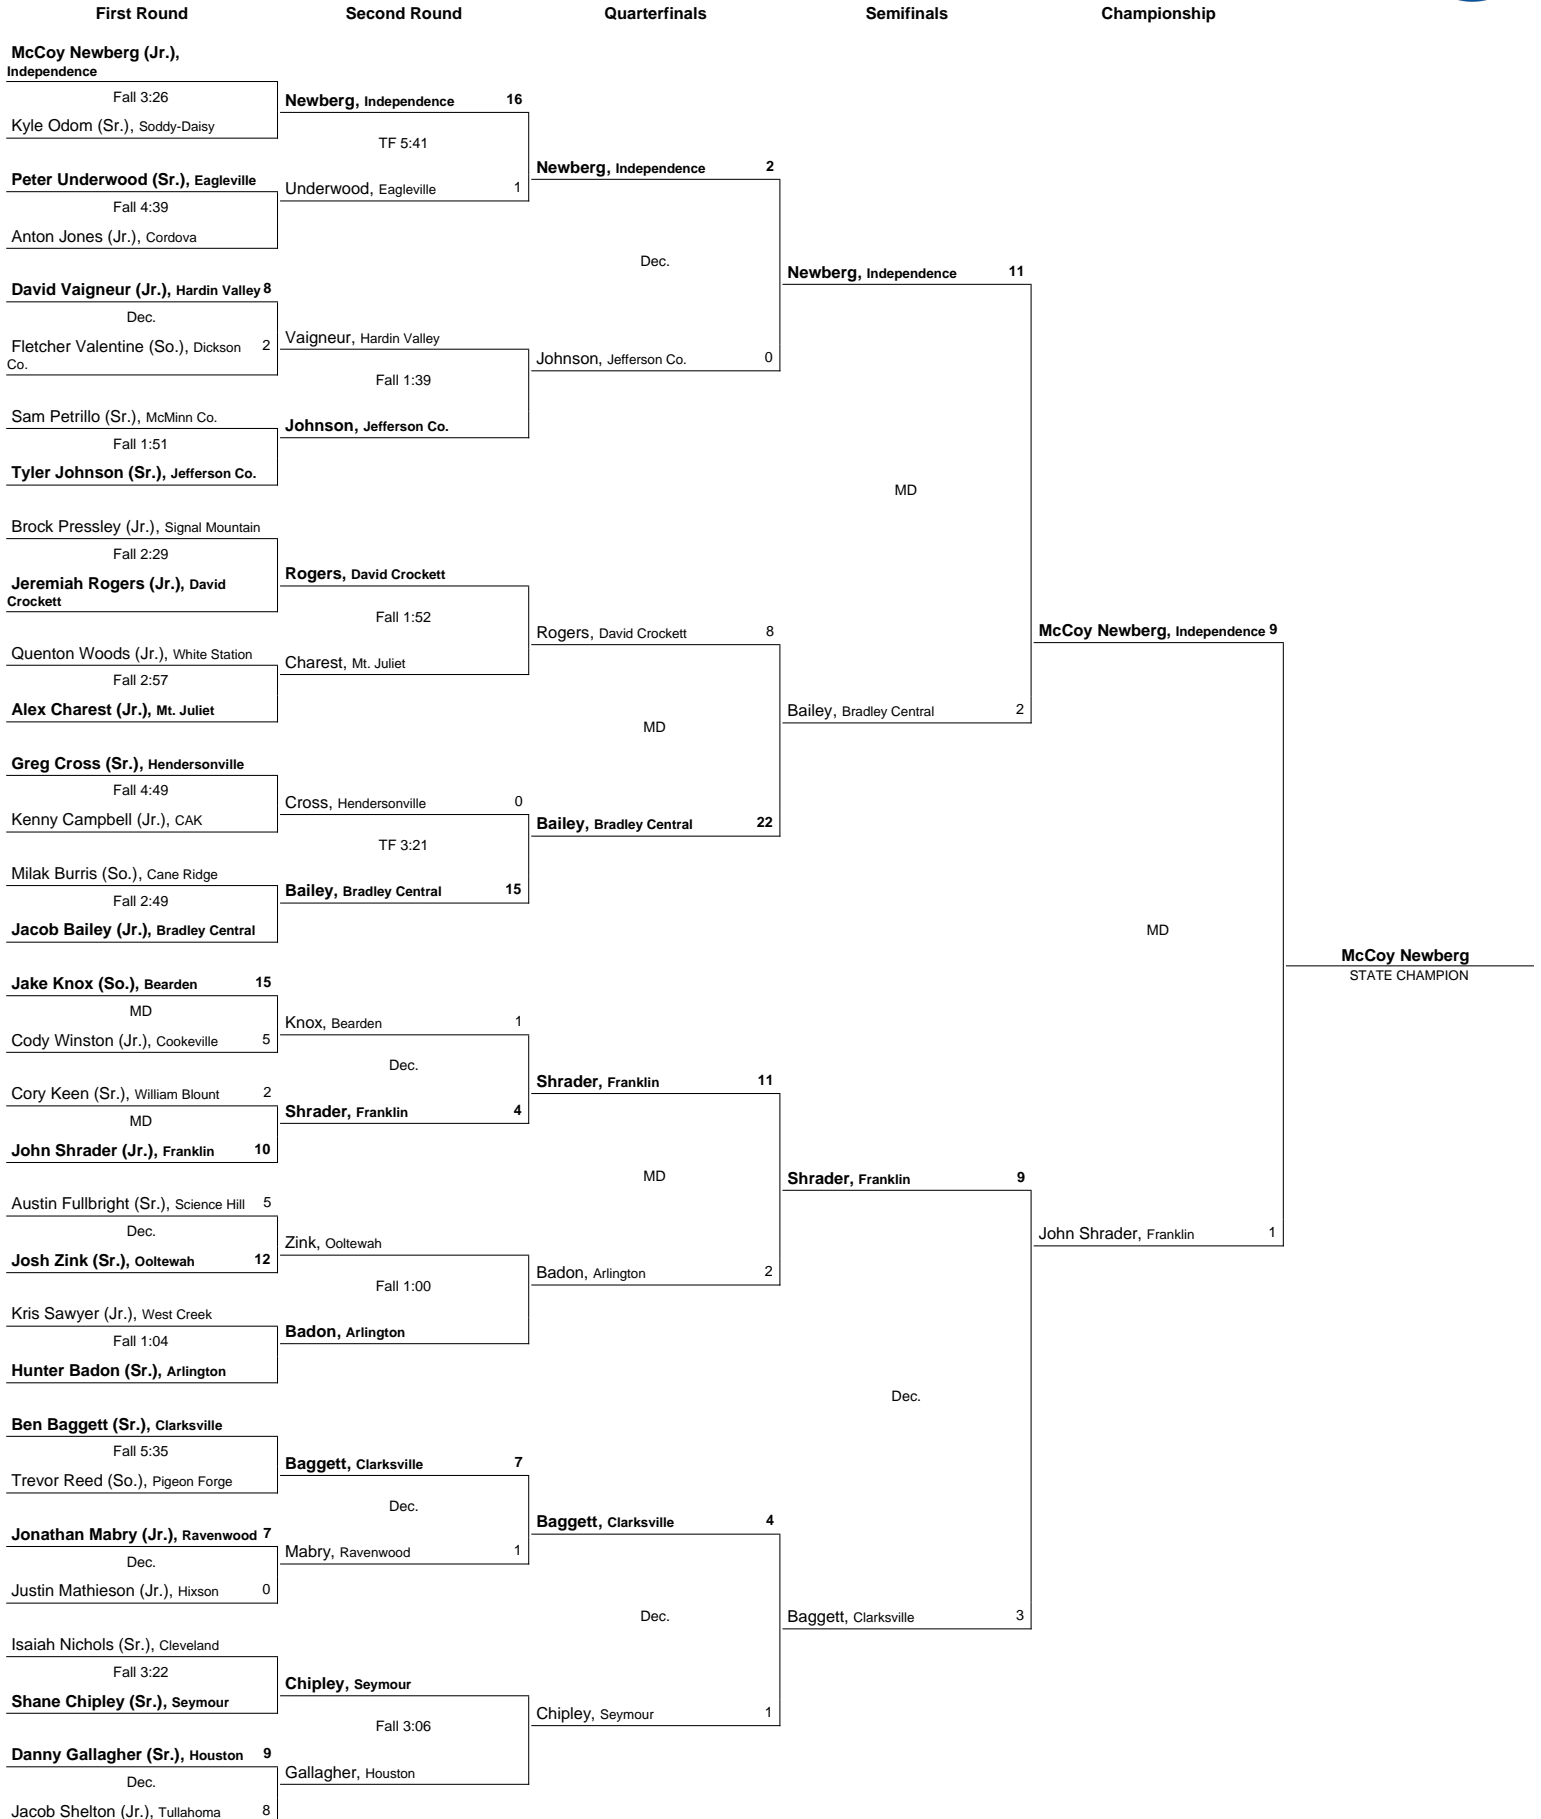 First Round Second Round Quarterfinals Semifinals Championship
McCoy Newberg (Jr.),
Independence
Fall 3:26
Kyle Odom (Sr.), Soddy-Daisy
Peter Underwood (Sr.), Eagleville
Fall 4:39
Anton Jones (Jr.), Cordova
David Vaigneur (Jr.), Hardin Valley 8
Dec.
Fletcher Valentine (So.), Dickson 2
Co.
Sam Petrillo (Sr.), McMinn Co.
Fall 1:51
Tyler Johnson (Sr.), Jefferson Co.
Brock Pressley (Jr.), Signal Mountain
Fall 2:29
Jeremiah Rogers (Jr.), David
Crockett
Quenton Woods (Jr.), White Station
Fall 2:57
Alex Charest (Jr.), Mt. Juliet
Greg Cross (Sr.), Hendersonville
Fall 4:49
Kenny Campbell (Jr.), CAK
Milak Burris (So.), Cane Ridge
Fall 2:49
Jacob Bailey (Jr.), Bradley Central
Jake Knox (So.), Bearden 15
MD
Cody Winston (Jr.), Cookeville 5
Cory Keen (Sr.), William Blount 2
MD
John Shrader (Jr.), Franklin 10
Austin Fullbright (Sr.), Science Hill 5
Dec.
Josh Zink (Sr.), Ooltewah 12
Kris Sawyer (Jr.), West Creek
Fall 1:04
Hunter Badon (Sr.), Arlington
Ben Baggett (Sr.), Clarksville
Fall 5:35
Trevor Reed (So.), Pigeon Forge
Jonathan Mabry (Jr.), Ravenwood 7
Dec.
Justin Mathieson (Jr.), Hixson 0
Isaiah Nichols (Sr.), Cleveland
Fall 3:22
Shane Chipley (Sr.), Seymour
Danny Gallagher (Sr.), Houston 9
Dec.
Jacob Shelton (Jr.), Tullahoma 8
Newberg, Independence 16
TF 5:41
Underwood, Eagleville 1
Vaigneur, Hardin Valley
Fall 1:39
Johnson, Jefferson Co.
Rogers, David Crockett
Fall 1:52
Charest, Mt. Juliet
Cross, Hendersonville 0
TF 3:21
Bailey, Bradley Central 15
Knox, Bearden 1
Dec.
Shrader, Franklin 4
Zink, Ooltewah
Fall 1:00
Badon, Arlington
Baggett, Clarksville 7
Dec.
Mabry, Ravenwood 1
Chipley, Seymour
Fall 3:06
Gallagher, Houston
Newberg, Independence 2
Dec.
Johnson, Jefferson Co. 0
Rogers, David Crockett 8
MD
Bailey, Bradley Central 22
Shrader, Franklin 11
MD
Badon, Arlington 2
Baggett, Clarksville 4
Dec.
Chipley, Seymour 1
Newberg, Independence 11
MD
Bailey, Bradley Central 2
Shrader, Franklin 9
Dec.
Baggett, Clarksville 3
McCoy Newberg, Independence 9
MD
John Shrader, Franklin 1
McCoy Newberg
STATE CHAMPION